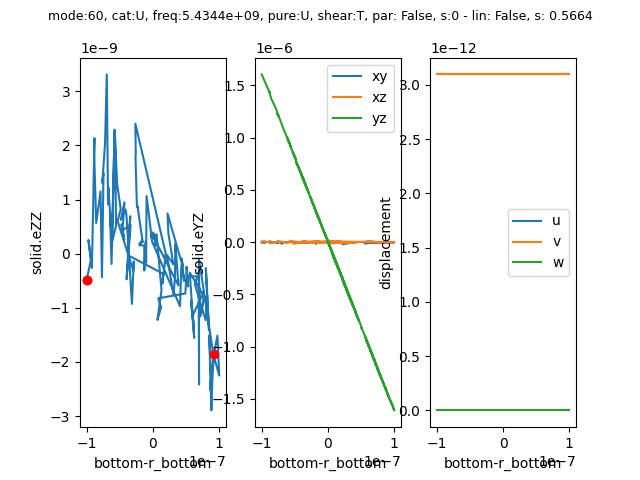 mode:60, cat:U, freq:5.4344e+09, pure:U, shear:T, par: False, s:0 - lin: False, s: 0.5664
1e−9
3
2
1
0
−1
−2
−3
solid.eZZ
−1
0
1
1e−7
bottom-r_bottom
1e−6
1.5
1.0
0.5
0.0
−0.5
−1.0
−1.5
solid.eYZ
xy
xz
yz
−1
0
1
1e−7
bottom-r_bottom
1e−12
3.0
2.5
2.0
1.5
1.0
0.5
0.0
displacement
u
v
w
−1
0
1
1e−7
bottom-r_bottom